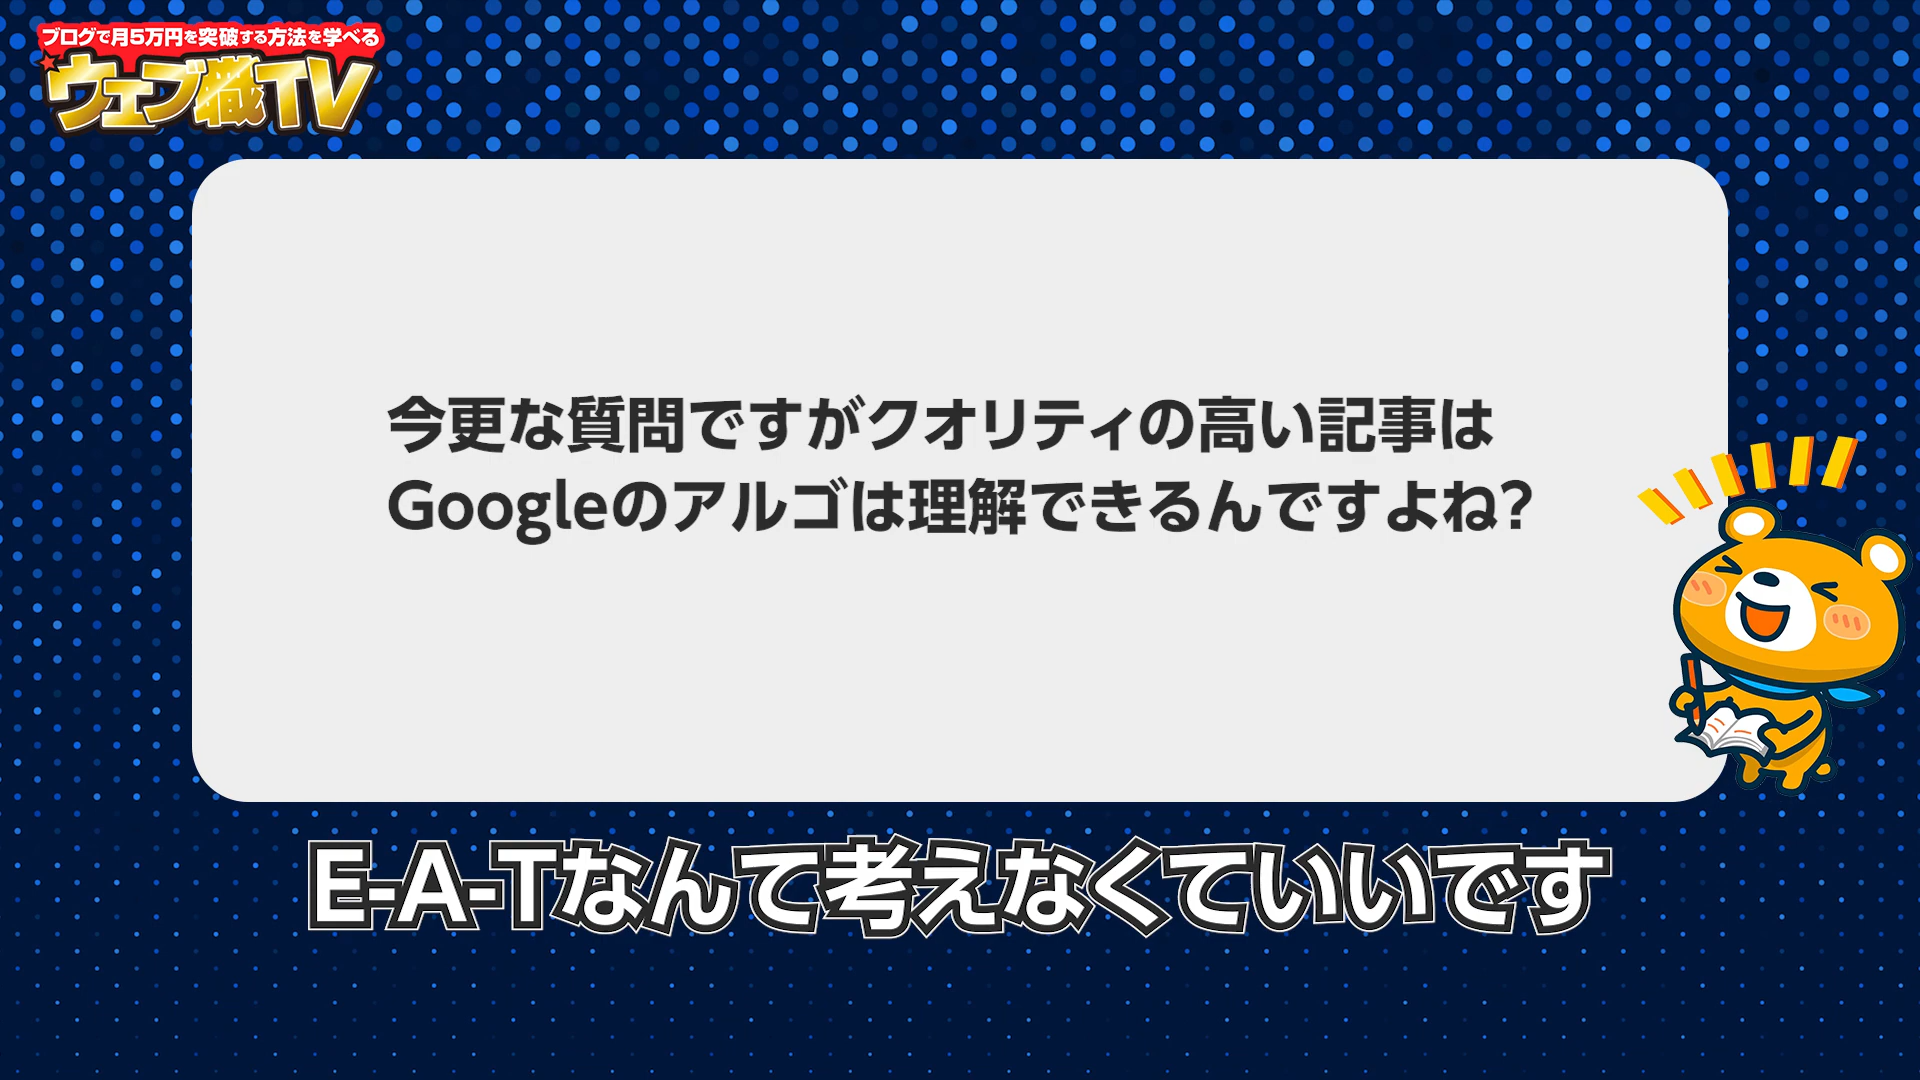 ブログで月5万円を突破する方法を学べる
ウェブ職TV
今更な質問ですがクオリティの高い記事は
Googleのアルゴは理解できるんですよね?
E-A-Tなんて考えなくていいです